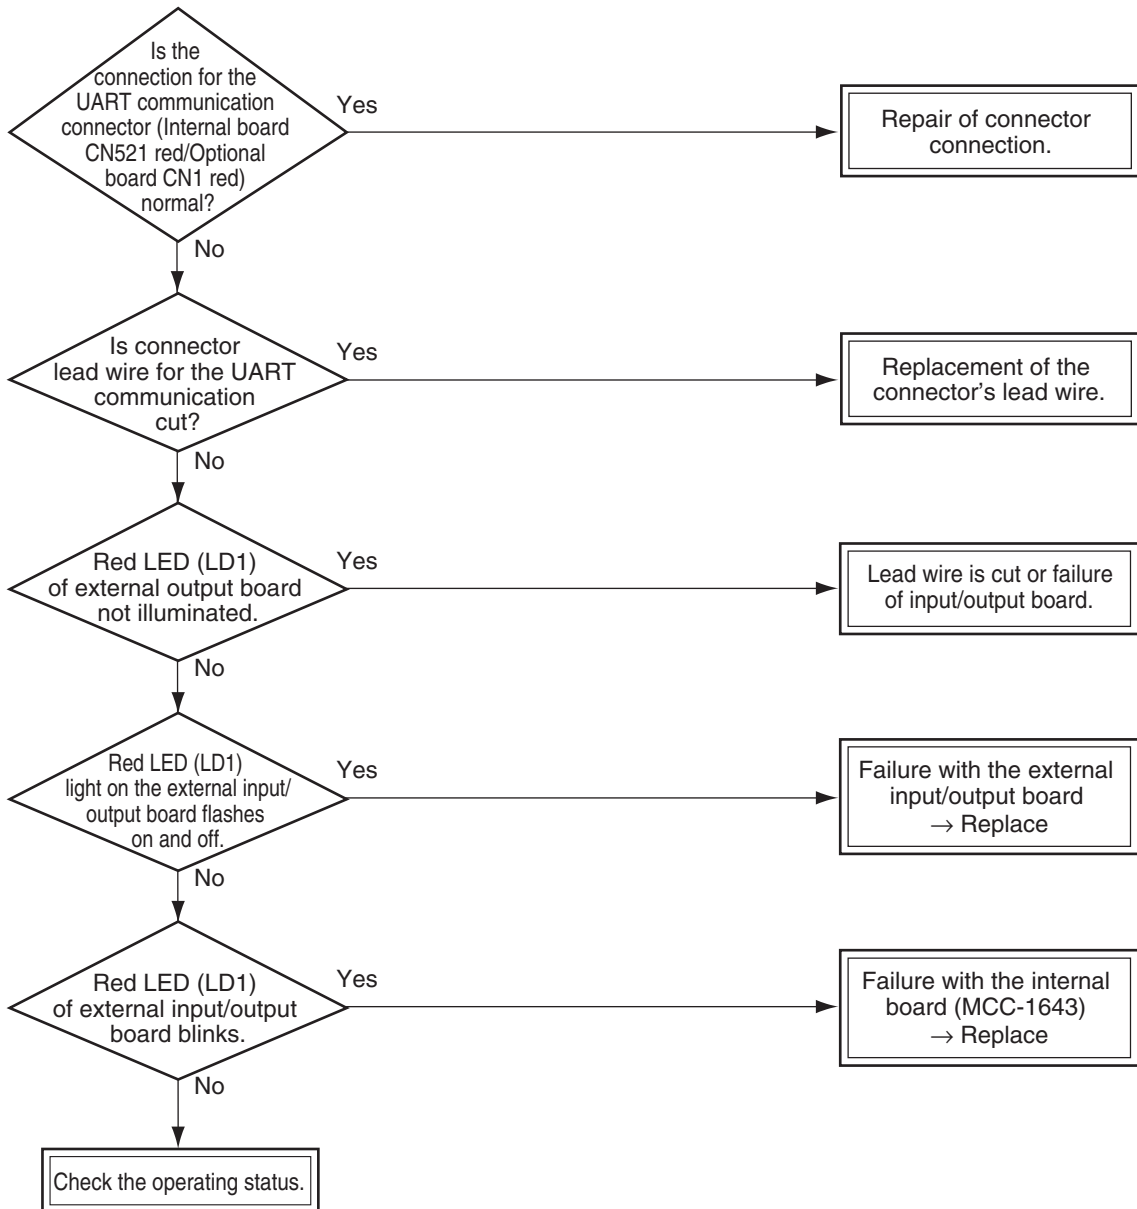 Is the
connection for the
UART communication
connector (Internal board
CN521 red/Optional
board CN1 red)
normal?
Yes
Repair of connector
connection.
No
Is connector
lead wire for the UART
communication
cut?
Yes
Replacement of the
connector’s lead wire.
No
Red LED (LD1)
of external output board
not illuminated.
Yes
Lead wire is cut or failure
of input/output board.
No
Red LED (LD1)
light on the external input/
output board flashes
on and off.
Yes
Failure with the external
input/output board
→ Replace
No
Red LED (LD1)
of external input/output
board blinks.
Yes
Failure with the internal
board (MCC-1643)
→ Replace
No
Check the operating status.